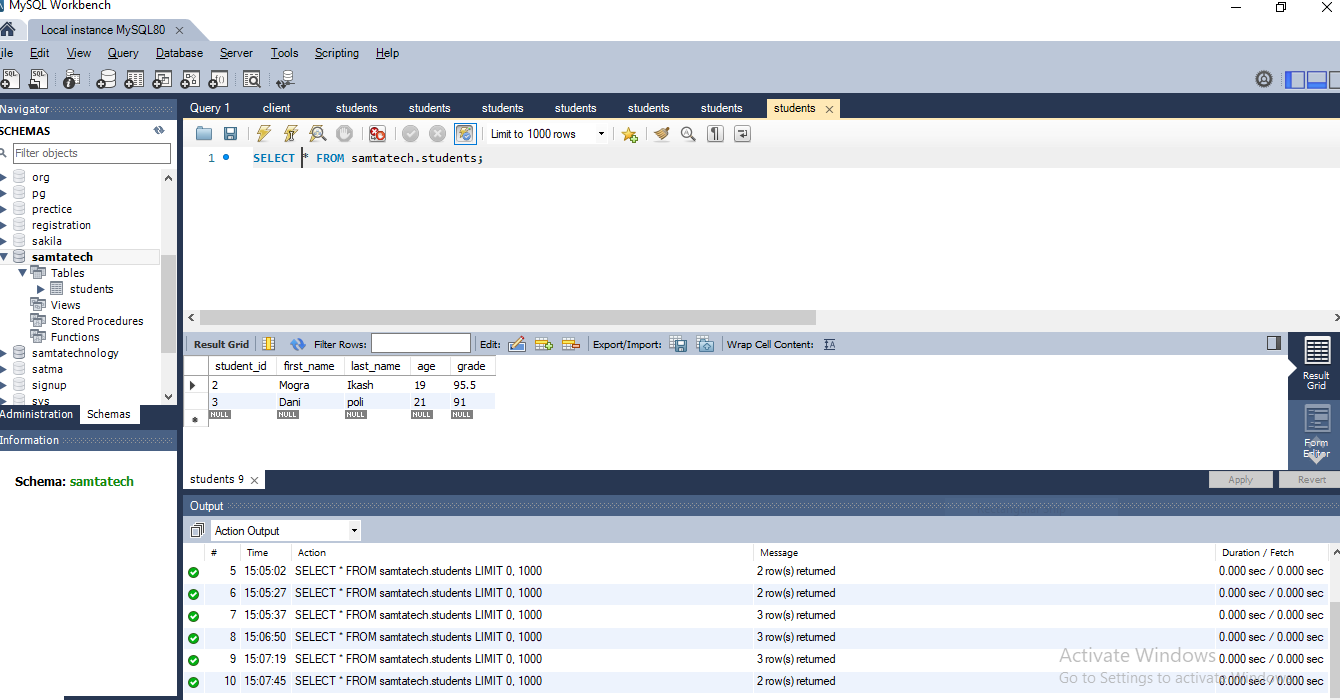 MySQL Workbench
Local instance MySQL80
ile Edit View Query Database Server Tools Scripting Help
Navigator
SCHEMAS
Filter objects
org
pg
prectice
registration
sakila
samtatech
Tables
students
Views
Stored Procedures
Functions
samtatechnology
satma
signup
sys
Administration Schemas
Information
Schema: samtatech
Query 1 client students students students students students students students
Limit to 1000 rows
1 SELECT * FROM samtatech.students;
Result Grid Filter Rows: Edit: Export/Import: Wrap Cell Content:
student_id first_name last_name age grade
2 Mogra Ikash 19 95.5
3 Dani poli 21 91
NULL NULL NULL NULL NULL
Result Grid
Form Editor
students 9
Apply Revert
Output
Action Output
# Time Action Message Duration / Fetch
5 15:05:02 SELECT * FROM samtatech.students LIMIT 0, 1000 2 row(s) returned 0.000 sec / 0.000 sec
6 15:05:27 SELECT * FROM samtatech.students LIMIT 0, 1000 2 row(s) returned 0.000 sec / 0.000 sec
7 15:05:37 SELECT * FROM samtatech.students LIMIT 0, 1000 3 row(s) returned 0.000 sec / 0.000 sec
8 15:06:50 SELECT * FROM samtatech.students LIMIT 0, 1000 3 row(s) returned 0.000 sec / 0.000 sec
9 15:07:19 SELECT * FROM samtatech.students LIMIT 0, 1000 3 row(s) returned 0.000 sec / 0.000 sec
10 15:07:45 SELECT * FROM samtatech.students LIMIT 0, 1000 2 row(s) returned 0.000 sec / 0.000 sec
Activate Windows
Go to Settings to activate Windows.